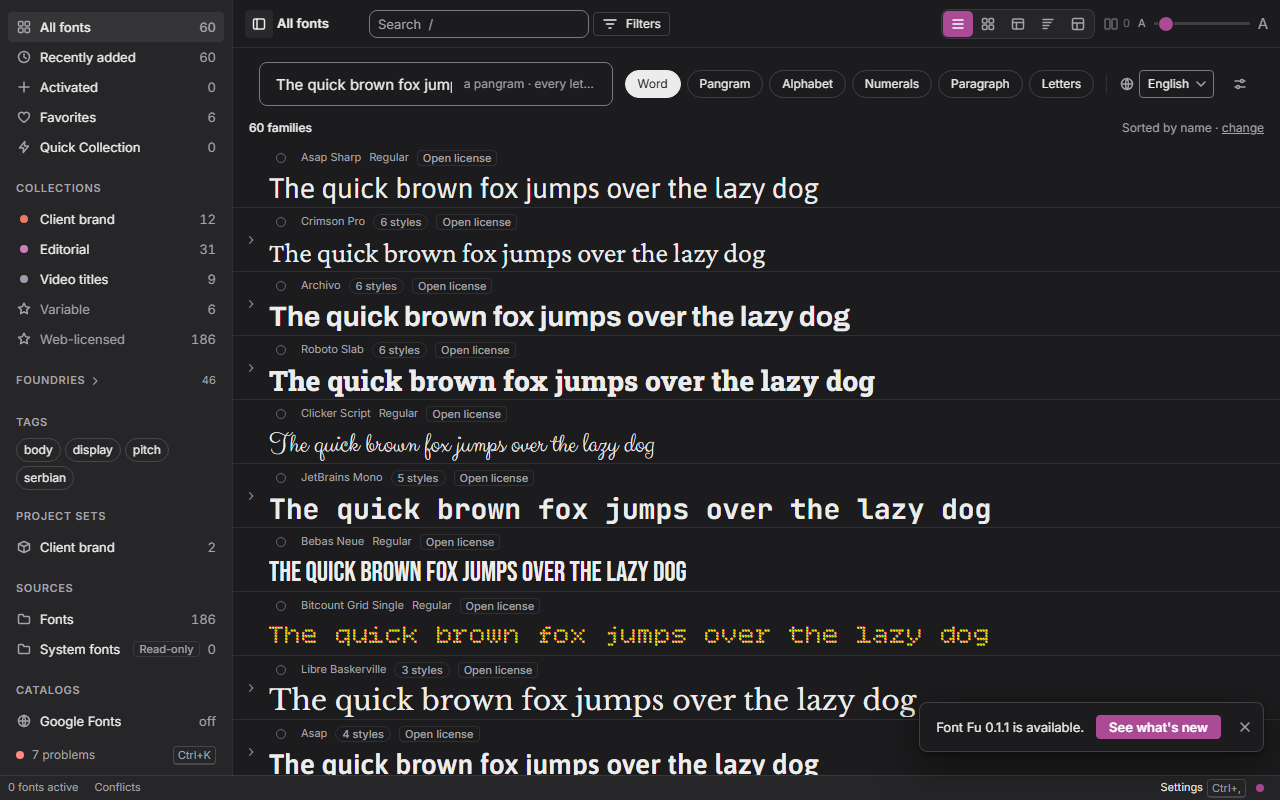 All fonts 60
Recently added 60
Activated 0
Favorites 6
Quick Collection 0
COLLECTIONS
Client brand 12
Editorial 31
Video titles 9
Variable 6
Web-licensed 186
FOUNDRIES 46
TAGS
body display pitch
serbian
PROJECT SETS
Client brand 2
SOURCES
Fonts 186
System fonts Read-only 0
CATALOGS
Google Fonts off
7 problems Ctrl+K
All fonts Search / Filters 0 A A
The quick brown fox jump a pangram · every let... Word Pangram Alphabet Numerals Paragraph Letters English
60 families Sorted by name · change
Asap Sharp Regular Open license
The quick brown fox jumps over the lazy dog
Crimson Pro 6 styles Open license
The quick brown fox jumps over the lazy dog
Archivo 6 styles Open license
The quick brown fox jumps over the lazy dog
Roboto Slab 6 styles Open license
The quick brown fox jumps over the lazy dog
Clicker Script Regular Open license
The quick brown fox jumps over the lazy dog
JetBrains Mono 5 styles Open license
The quick brown fox jumps over the lazy dog
Bebas Neue Regular Open license
THE QUICK BROWN FOX JUMPS OVER THE LAZY DOG
Bitcount Grid Single Regular Open license
The quick brown fox jumps over the lazy dog
Libre Baskerville 3 styles Open license
The quick brown fox jumps over the lazy dog
Asap 4 styles Open license
The quick brown fox jumps over the lazy dog
Font Fu 0.1.1 is available. See what's new
0 fonts active Conflicts Settings Ctrl+,